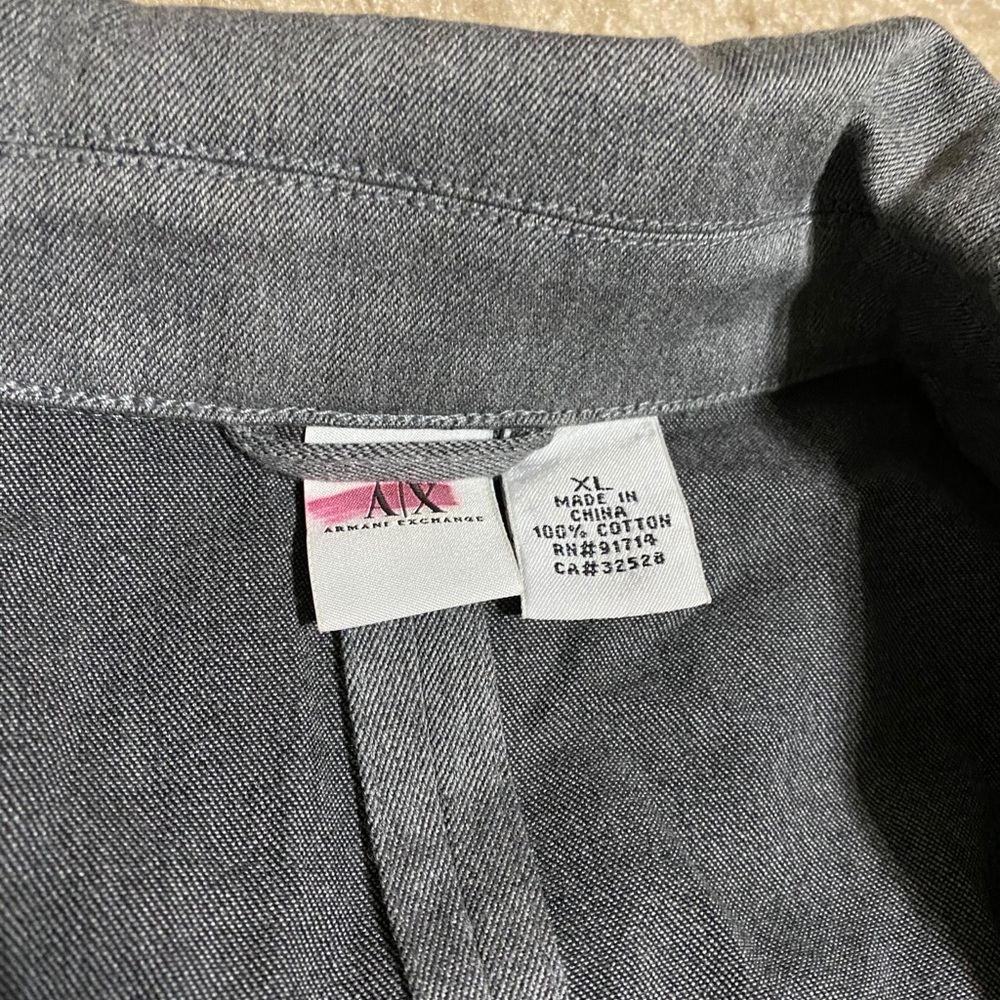 A|X
ARMANI EXCHANGE
XL
MADE IN
CHINA
100% COTTON
RN#91714
CA#32528